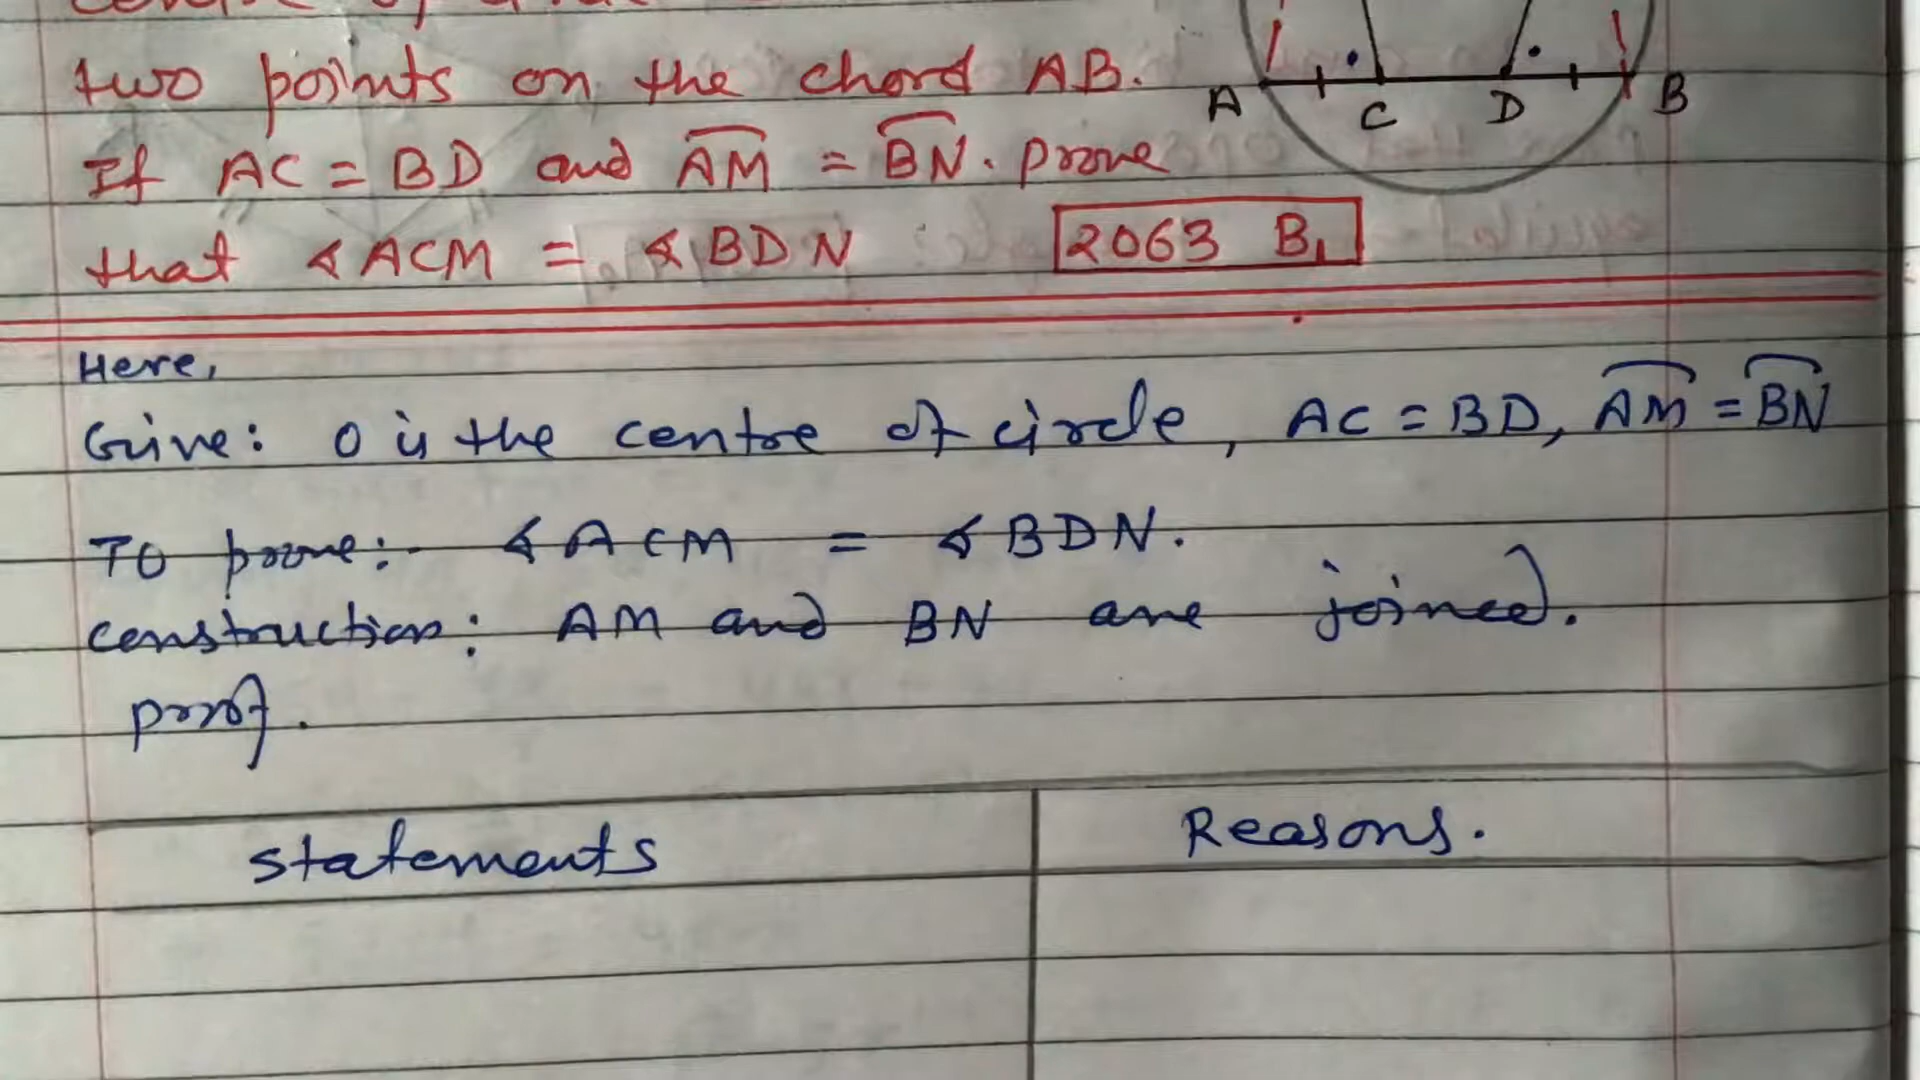 two points on the chord AB.
A C D B
If AC = BD and AM = BN. prove
that ∡ACM = ∡BDN 2063 B1
Here,
Give: O is the centre of circle, AC = BD, AM = BN
To prove:- ∡ACM = ∡BDN.
construction: AM and BN are joined.
proof.
statements Reasons.